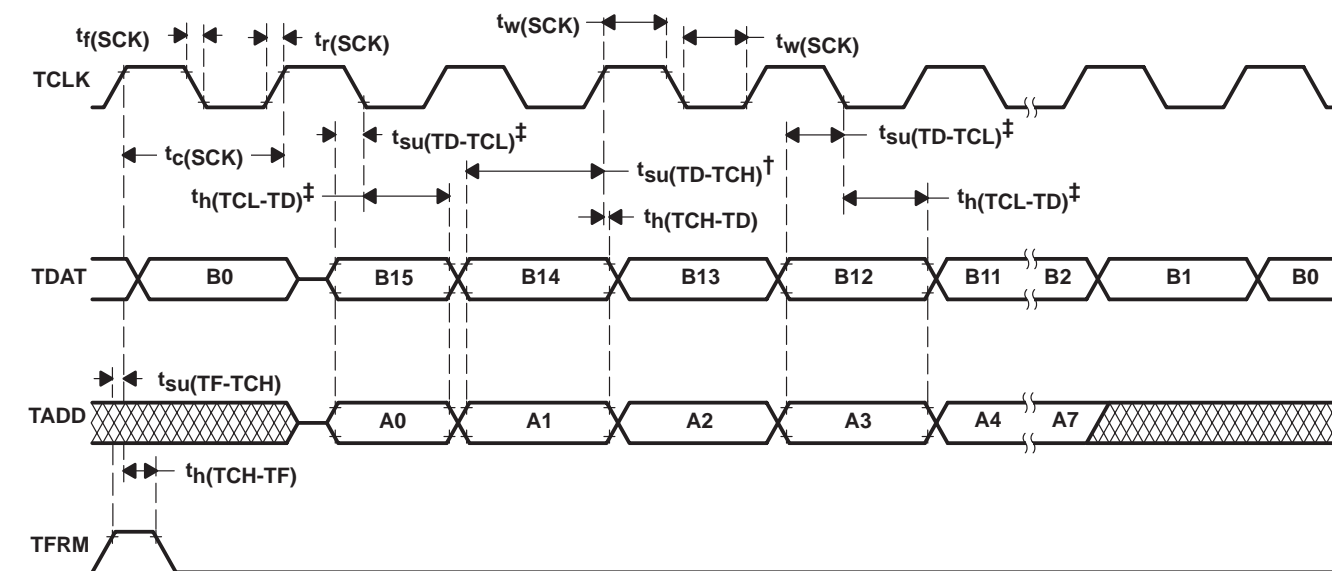 tf(SCK)
tr(SCK)
tw(SCK)
tw(SCK)
TCLK
tsu(TD-TCL)‡
tsu(TD-TCL)‡
tc(SCK)
tsu(TD-TCH)†
th(TCL-TD)‡
th(TCL-TD)‡
th(TCH-TD)
TDAT
B0
B15
B14
B13
B12
B11
B2
B1
B0
tsu(TF-TCH)
TADD
A0
A1
A2
A3
A4
A7
th(TCH-TF)
TFRM